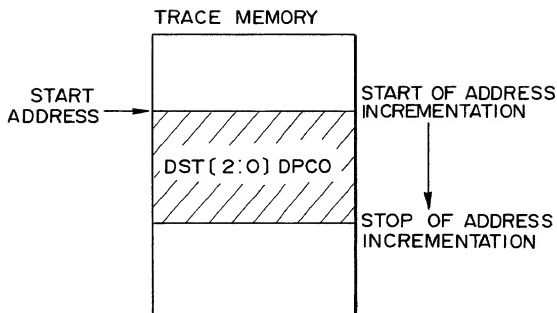 TRACE MEMORY
START
ADDRESS
START OF ADDRESS
INCREMENTATION
DST(2:0) DPCO
STOP OF ADDRESS
INCREMENTATION